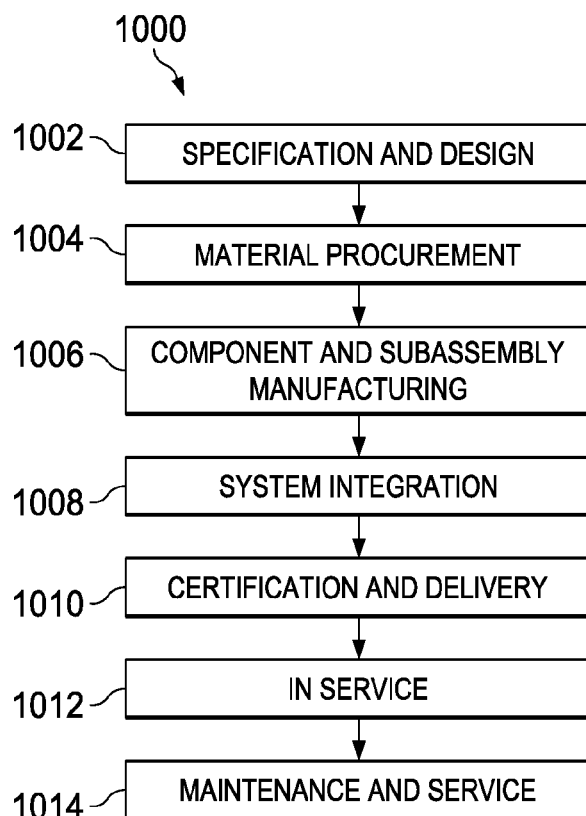 1000
1002 SPECIFICATION AND DESIGN
1004 MATERIAL PROCUREMENT
1006 COMPONENT AND SUBASSEMBLY
MANUFACTURING
1008 SYSTEM INTEGRATION
1010 CERTIFICATION AND DELIVERY
1012 IN SERVICE
1014 MAINTENANCE AND SERVICE